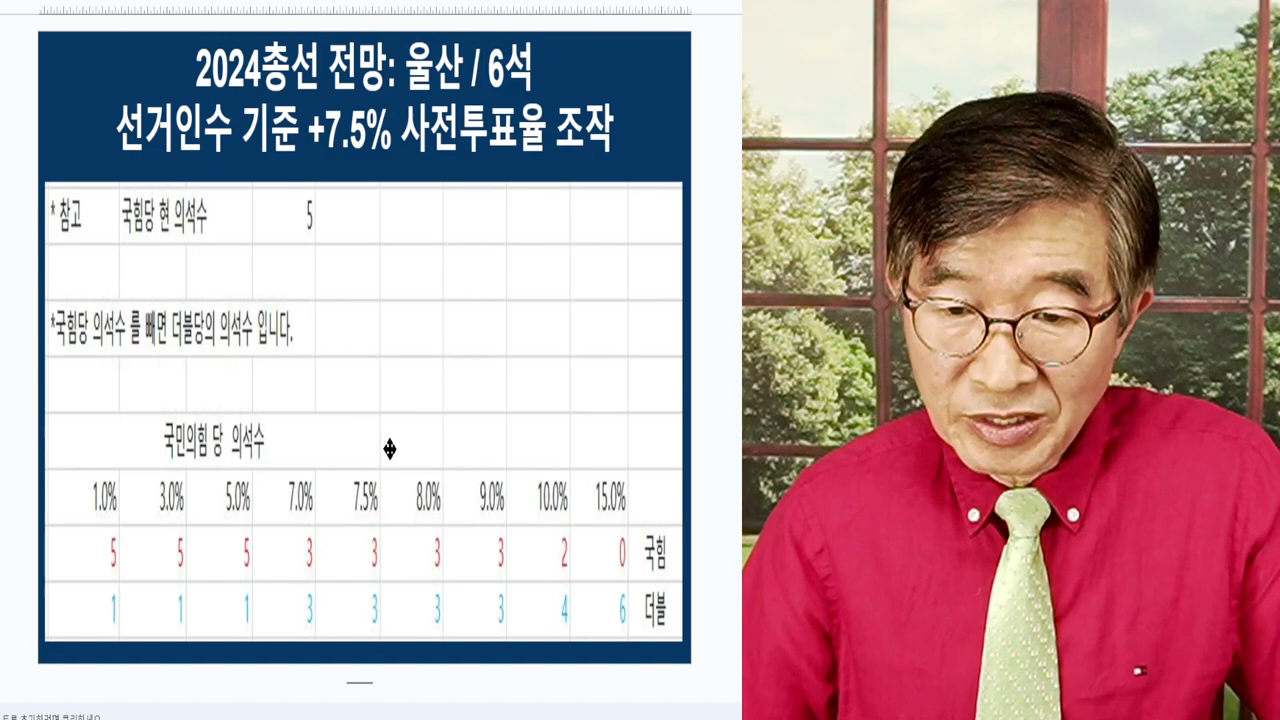 2024총선 전망: 울산 / 6석
선거인수 기준 +7.5% 사전투표율 조작
* 참고 국힘당 현 의석수 5
*국힘당 의석수 를 빼면 더블당의 의석수 입니다.
국민의힘 당 의석수
1.0% 3.0% 5.0% 7.0% 7.5% 8.0% 9.0% 10.0% 15.0%
5 5 5 3 3 3 3 2 0 국힘
1 1 1 3 3 3 3 4 6 더블